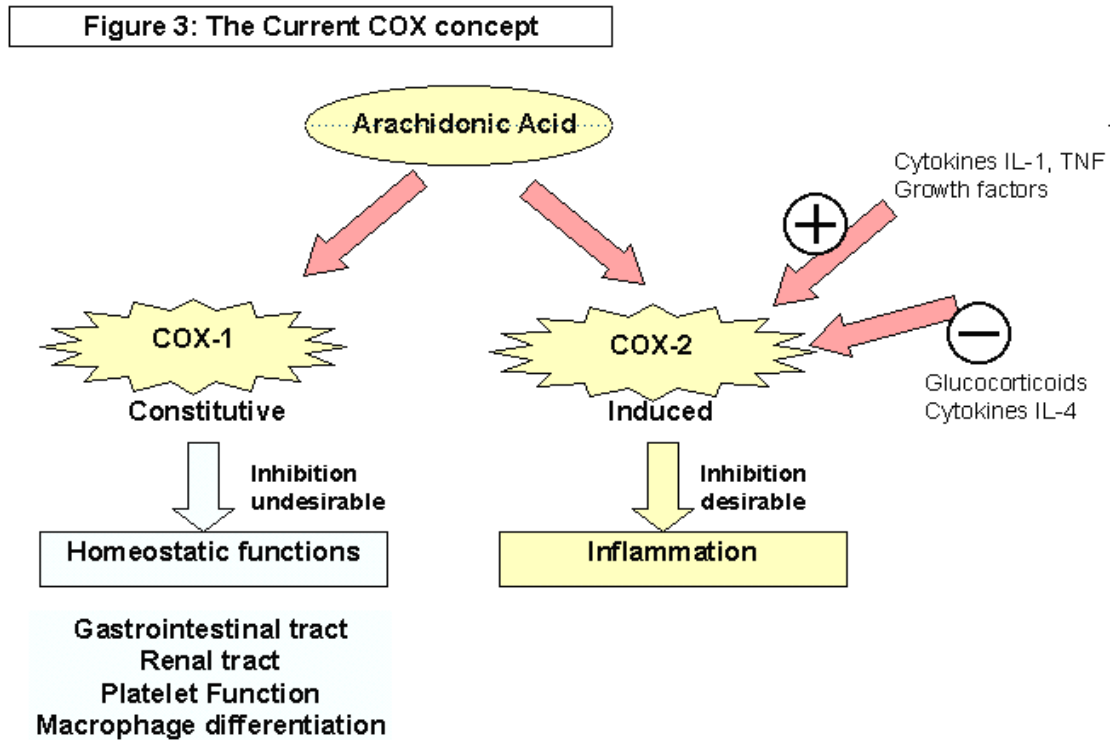 Figure 3: The Current COX concept
Arachidonic Acid
Cytokines IL-1, TNF
Growth factors
COX-1
COX-2
Glucocorticoids
Cytokines IL-4
Constitutive
Induced
Inhibition
undesirable
Inhibition
desirable
Homeostatic functions
Inflammation
Gastrointestinal tract
Renal tract
Platelet Function
Macrophage differentiation